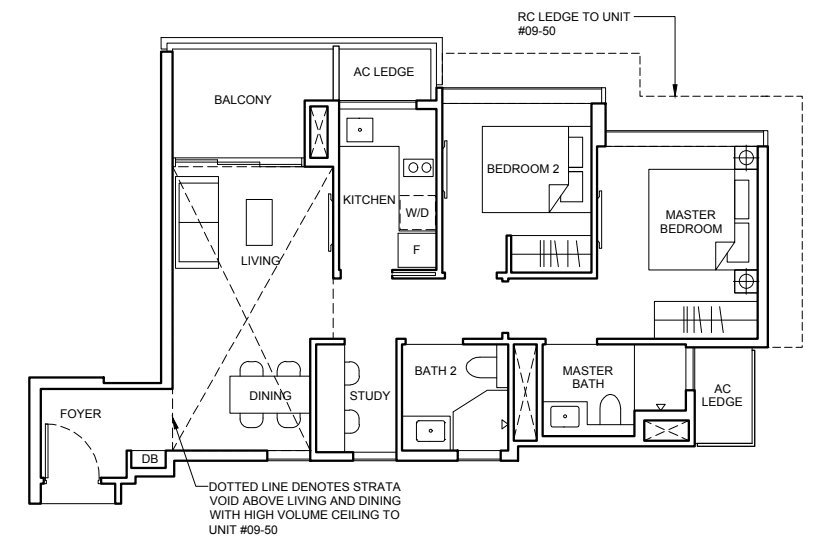 RC LEDGE TO UNIT
#09-50
AC LEDGE
BALCONY
BEDROOM 2
KITCHEN
W/D
MASTER
BEDROOM
F
LIVING
MASTER
BATH
BATH 2
AC
LEDGE
DINING
STUDY
FOYER
DB
DOTTED LINE DENOTES STRATA
VOID ABOVE LIVING AND DINING
WITH HIGH VOLUME CEILING TO
UNIT #09-50